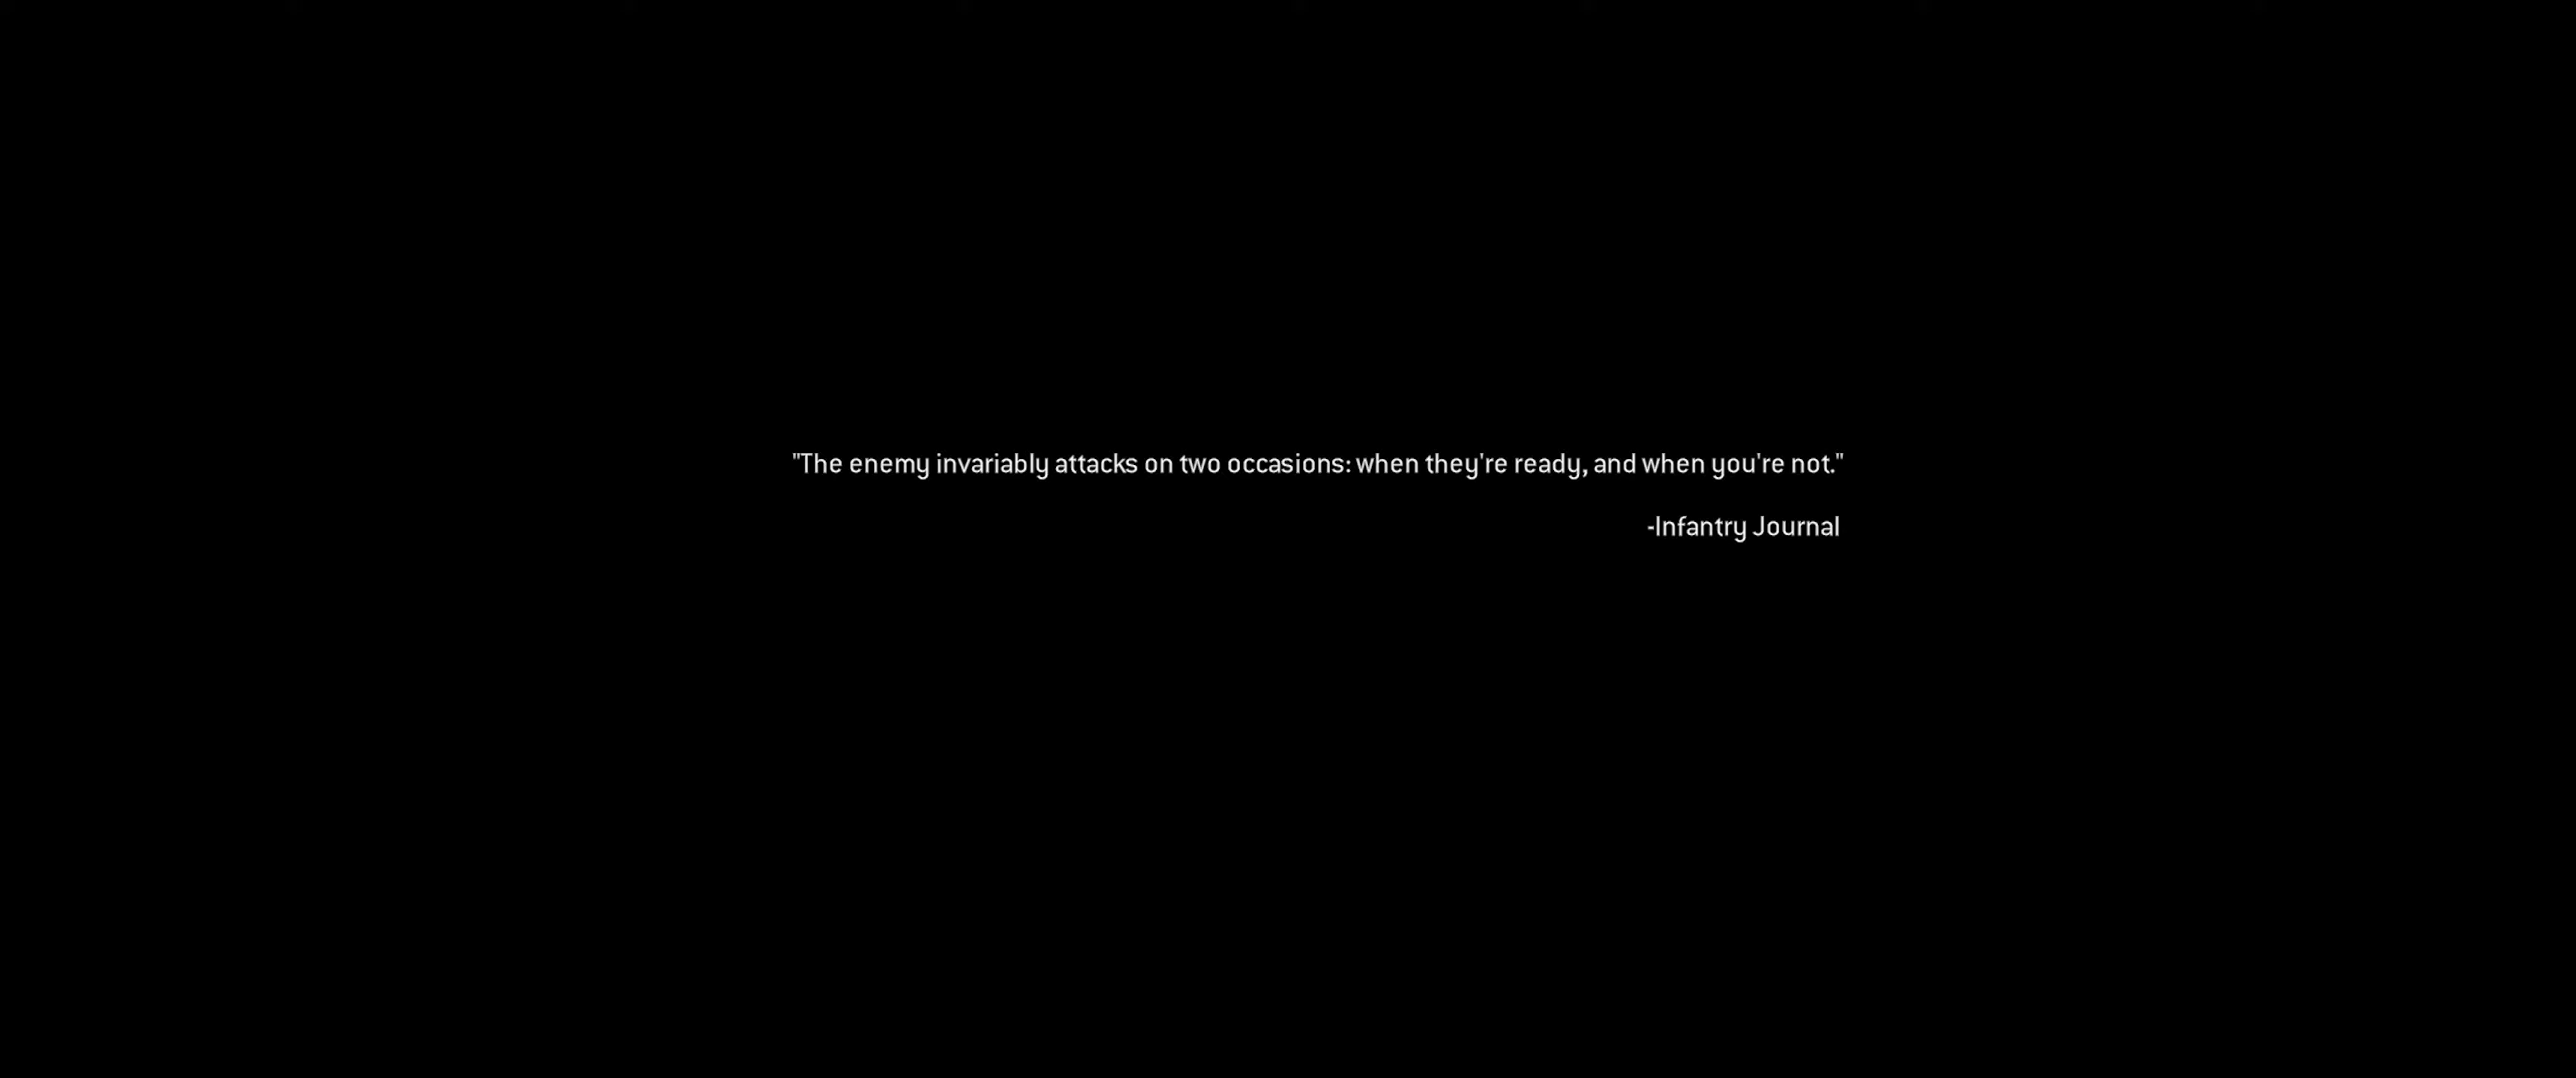 "The enemy invariably attacks on two occasions: when they're ready, and when you're not."
-Infantry Journal